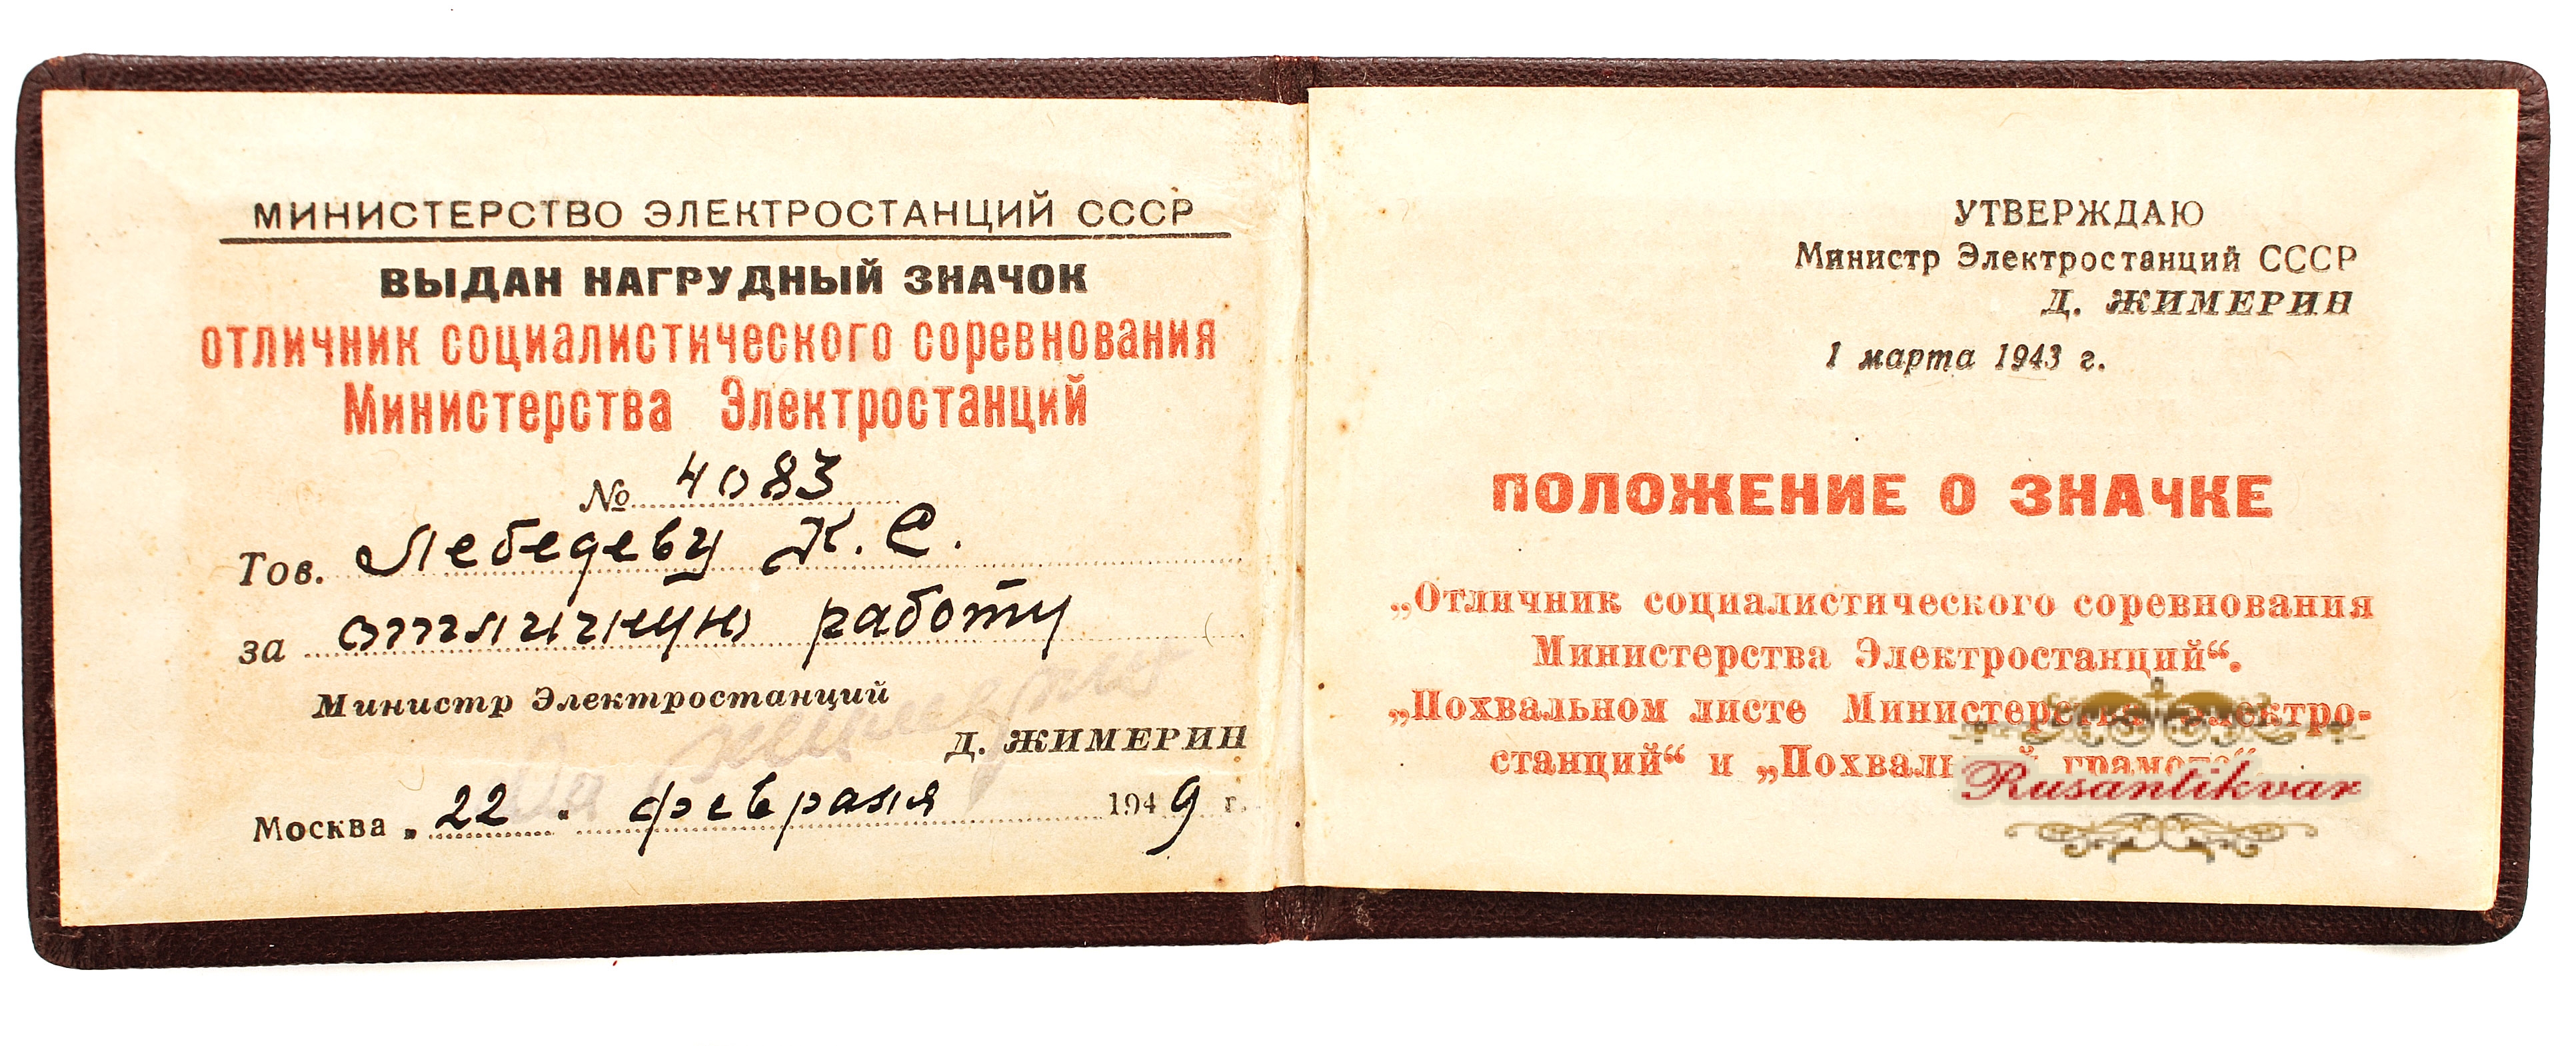 МИНИСТЕРСТВО ЭЛЕКТРОСТАНЦИЙ СССР
ВЫДАН НАГРУДНЫЙ ЗНАЧОК
отличник социалистического соревнования
Министерства Электростанций
№ 4083
Тов. Лебедеву К. С.
за отличную работу
Министр Электростанций
Д. ЖИМЕРИН
Москва „22“ февраля 1949 г.
УТВЕРЖДАЮ
Министр Электростанций СССР
Д. ЖИМЕРИН
1 марта 1943 г.
ПОЛОЖЕНИЕ О ЗНАЧКЕ
„Отличник социалистического соревнования
Министерства Электростанций“.
„Похвальном листе Министерства Электро-
станций“ и „Похвальной грамоте“.
Rusantikvar